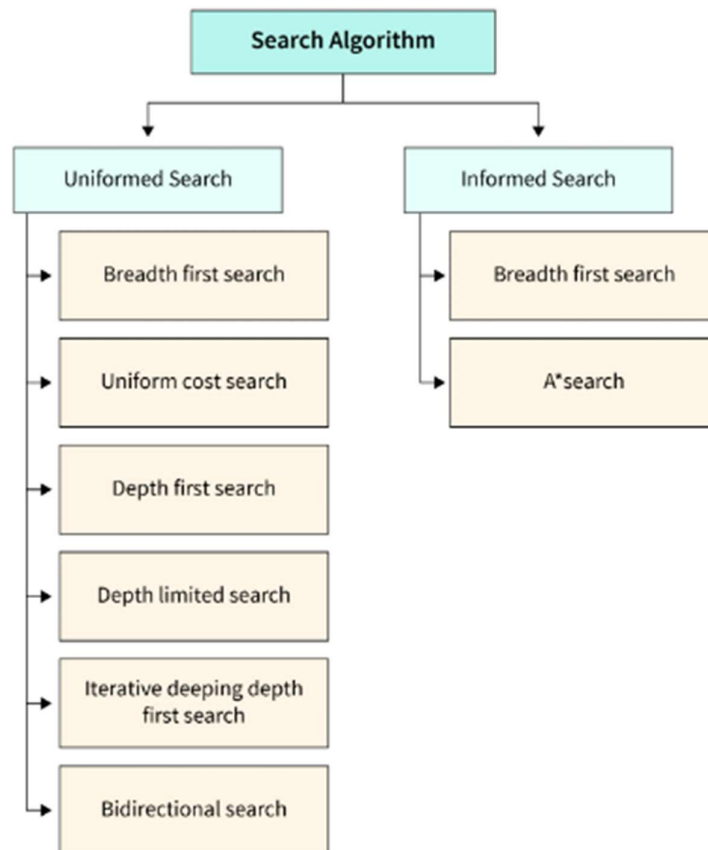 Search Algorithm
Uniformed Search
Breadth first search
Uniform cost search
Depth first search
Depth limited search
Iterative deeping depth
first search
Bidirectional search
Informed Search
Breadth first search
A*search